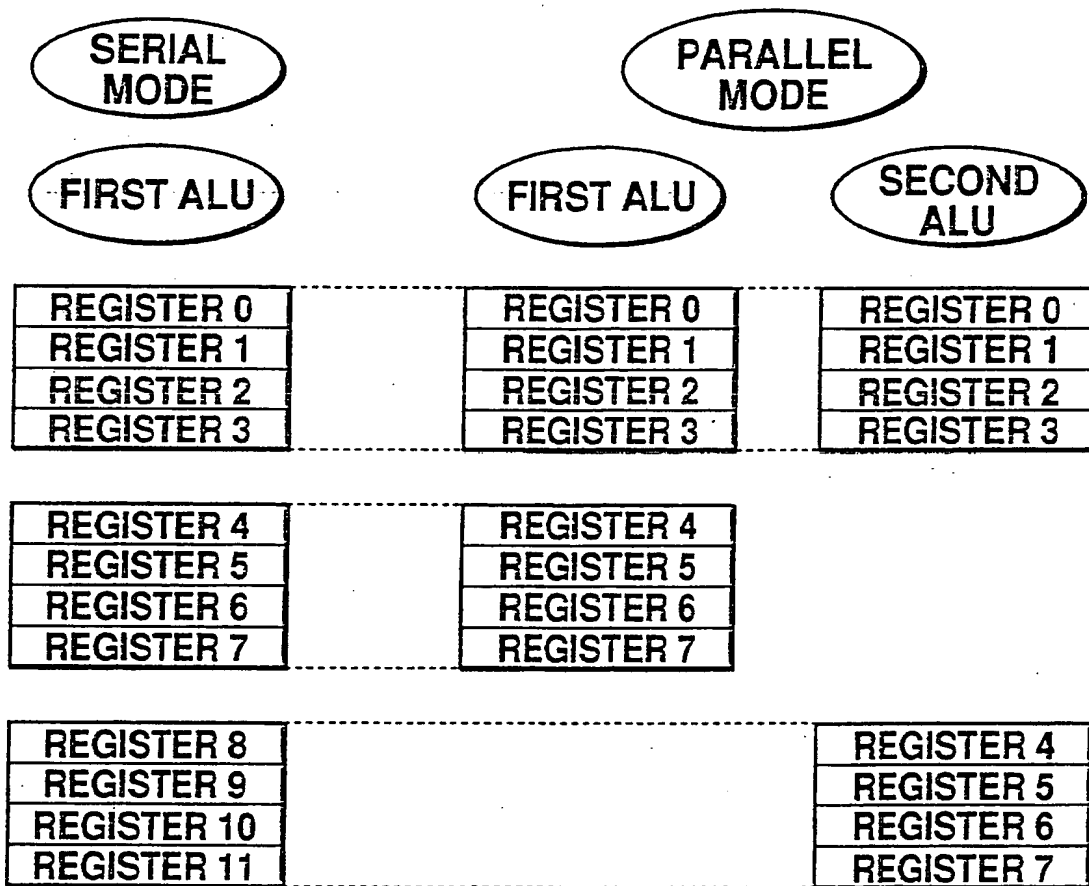 SERIAL
MODE
PARALLEL
MODE
FIRST ALU
FIRST ALU
SECOND
ALU
REGISTER 0
REGISTER 1
REGISTER 2
REGISTER 3
REGISTER 0
REGISTER 1
REGISTER 2
REGISTER 3
REGISTER 0
REGISTER 1
REGISTER 2
REGISTER 3
REGISTER 4
REGISTER 5
REGISTER 6
REGISTER 7
REGISTER 4
REGISTER 5
REGISTER 6
REGISTER 7
REGISTER 8
REGISTER 9
REGISTER 10
REGISTER 11
REGISTER 4
REGISTER 5
REGISTER 6
REGISTER 7